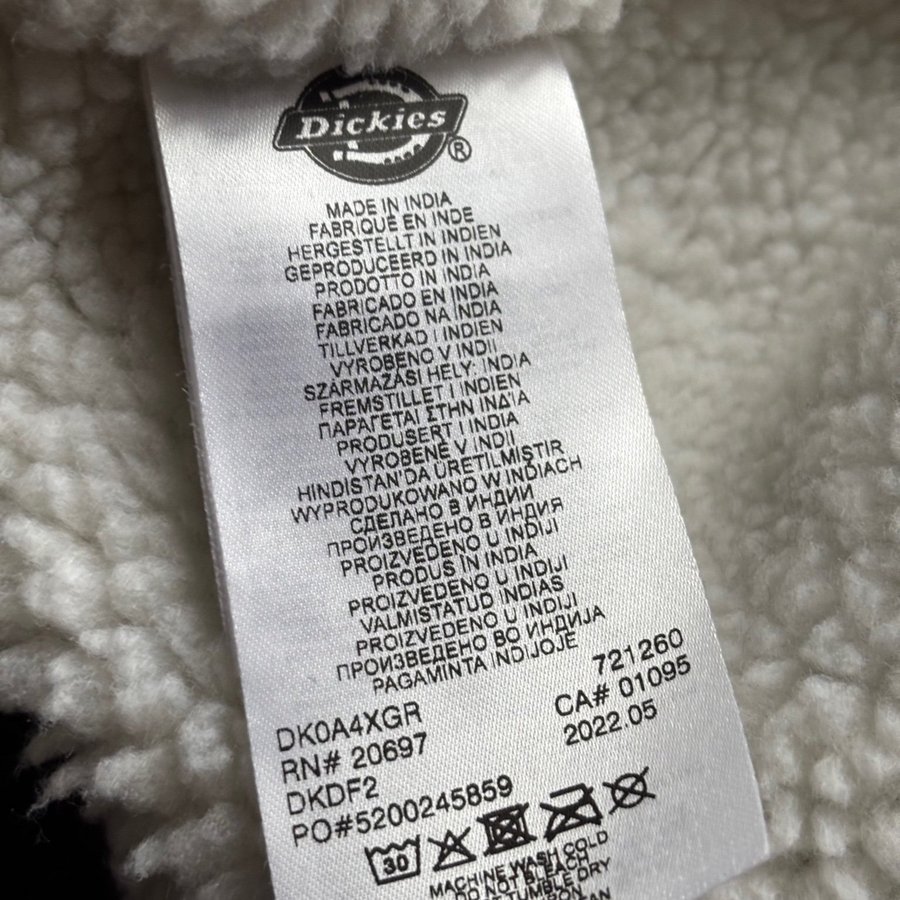 Dickies
®
MADE IN INDIA
FABRIQUÉ EN INDE
HERGESTELLT IN INDIEN
GEPRODUCEERD IN INDIA
PRODOTTO IN INDIA
FABRICADO EN INDIA
FABRICADO NA INDIA
TILLVERKAD I INDIEN
VYROBENO V INDII
SZÁRMAZÁSI HELY: INDIA
FREMSTILLET I INDIEN
ΠΑΡΑΓΕΤΑΙ ΣΤΗΝ ΙΝΔΊΑ
PRODUSERT I INDIA
VYROBENÉ V INDII
HINDISTAN'DA ÜRETILMIŞTIR
WYPRODUKOWANO W INDIACH
СДЕЛАНО В ИНДИИ
ПРОИЗВЕДЕНО В ИНДИЯ
PROIZVEDENO U INDIJI
PRODUS IN INDIA
PROIZVEDENO U INDIJI
VALMISTATUD INDIAS
PROIZVEDENO U INDIJI
ПРОИЗВЕДЕНО ВО ИНДИЈА
PAGAMINTA INDIJOJE
721260
DK0A4XGR CA# 01095
RN# 20697 2022.05
DKDF2
PO#5200245859
30
MACHINE WASH COLD
DO NOT BLEACH
TUMBLE DRY